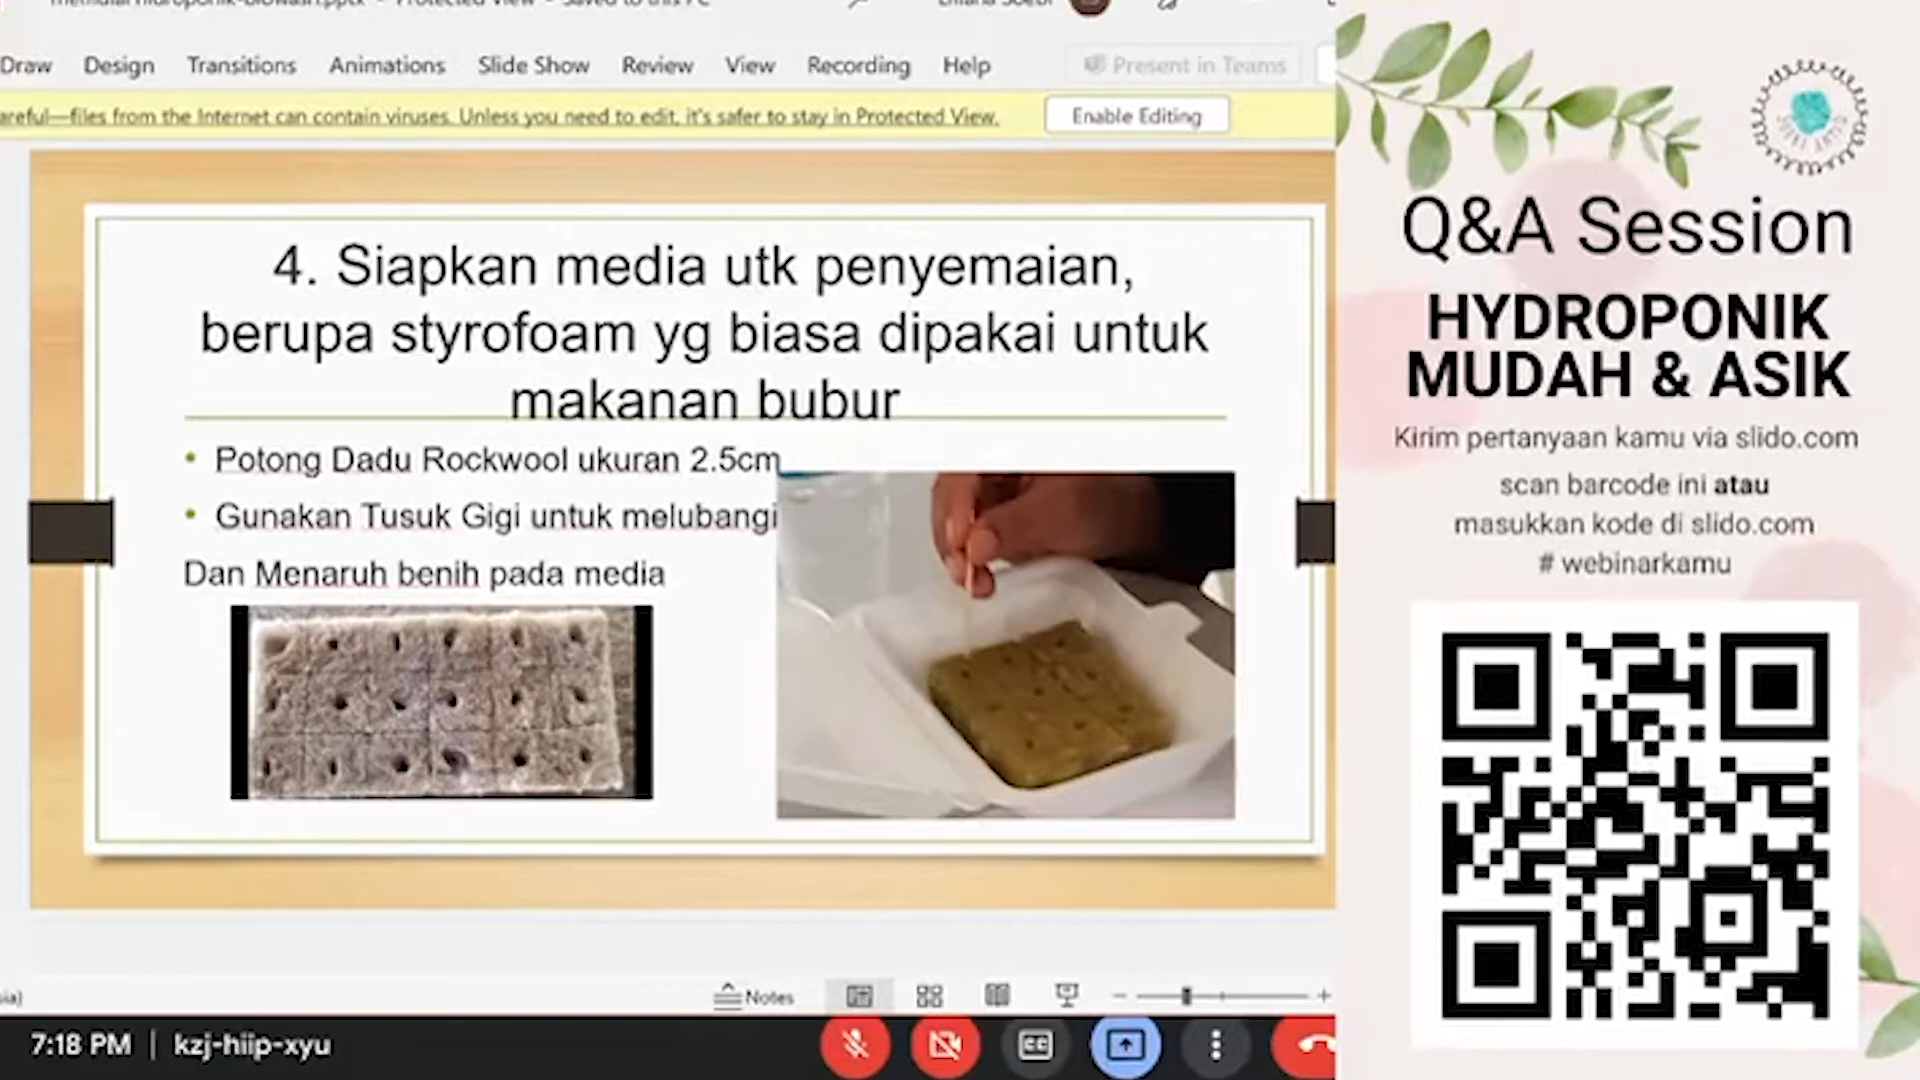 Draw Design Transitions Animations Slide Show Review View Recording Help Present in Teams
areful—files from the Internet can contain viruses. Unless you need to edit, it's safer to stay in Protected View. Enable Editing
4. Siapkan media utk penyemaian,
berupa styrofoam yg biasa dipakai untuk
makanan bubur
• Potong Dadu Rockwool ukuran 2.5cm
• Gunakan Tusuk Gigi untuk melubangi
Dan Menaruh benih pada media
Notes
7:18 PM | kzj-hiip-xyu
CC
Q&A Session
HYDROPONIK
MUDAH & ASIK
Kirim pertanyaan kamu via slido.com
scan barcode ini atau
masukkan kode di slido.com
# webinarkamu